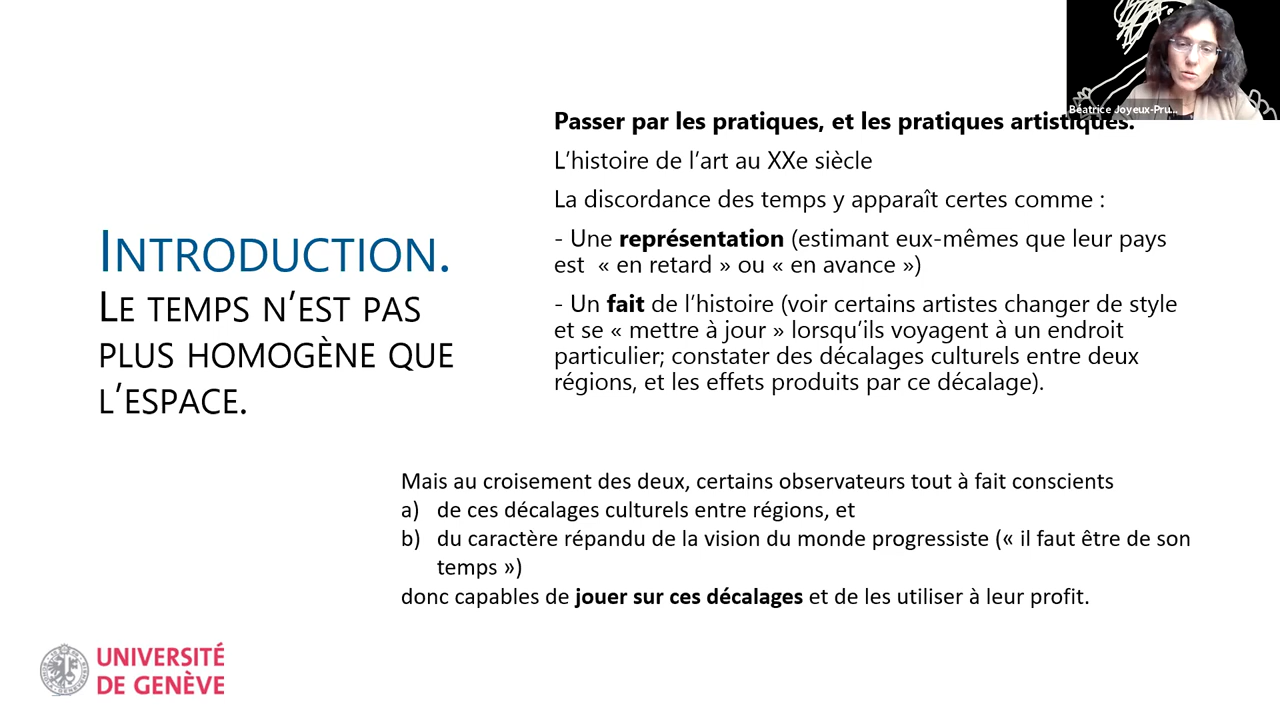 Béatrice Joyeux-Pru...
Passer par les pratiques, et les pratiques artistiques.
L’histoire de l’art au XXe siècle
La discordance des temps y apparaît certes comme :
- Une représentation (estimant eux-mêmes que leur pays
est « en retard » ou « en avance »)
- Un fait de l’histoire (voir certains artistes changer de style
et se « mettre à jour » lorsqu’ils voyagent à un endroit
particulier; constater des décalages culturels entre deux
régions, et les effets produits par ce décalage).
INTRODUCTION.
LE TEMPS N’EST PAS
PLUS HOMOGÈNE QUE
L’ESPACE.
Mais au croisement des deux, certains observateurs tout à fait conscients
a) de ces décalages culturels entre régions, et
b) du caractère répandu de la vision du monde progressiste (« il faut être de son
temps »)
donc capables de jouer sur ces décalages et de les utiliser à leur profit.
UNIVERSITÉ
DE GENÈVE